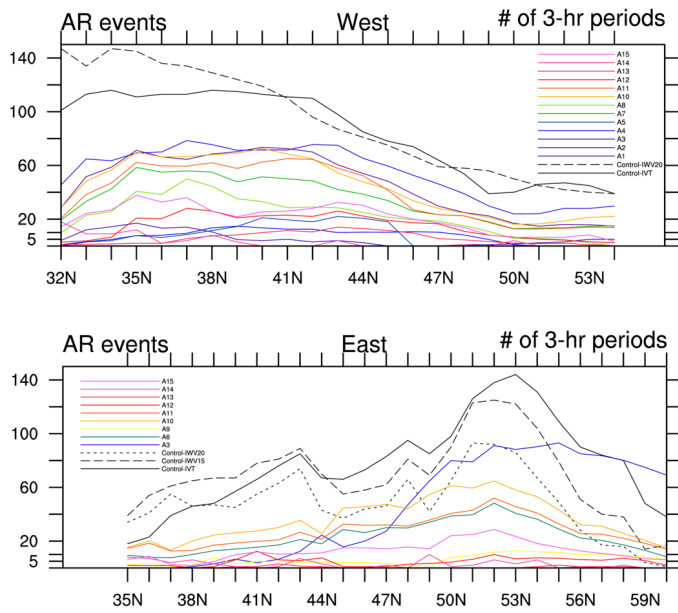 AR events West # of 3-hr periods
140
100
60
20
5
A15
A14
A13
A12
A11
A10
A8
A7
A5
A4
A3
A2
A1
Control-IWV20
Control-IVT
32N 35N 38N 41N 44N 47N 50N 53N
AR events East # of 3-hr periods
140
100
60
20
5
A15
A14
A13
A12
A11
A10
A9
A6
A3
Control-IWV20
Control-IWV15
Control-IVT
35N 38N 41N 44N 47N 50N 53N 56N 59N